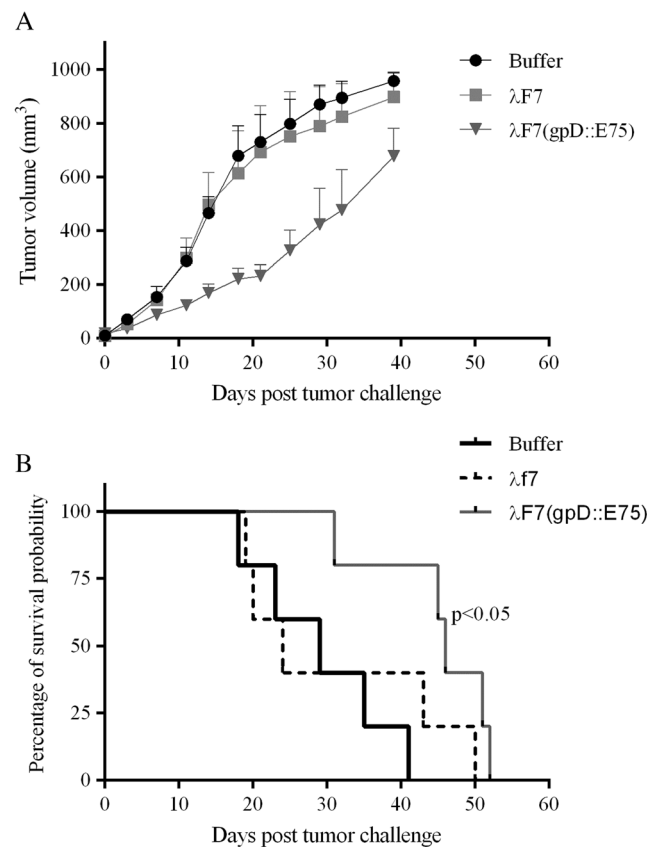 A
Buffer
λF7
λF7(gpD::E75)
Tumor volume (mm³)
1000
800
600
400
200
0
0 10 20 30 40 50 60
Days post tumor challenge
B
Buffer
λf7
λF7(gpD::E75)
Percentage of survival probability
100
75
50
25
0
p<0.05
0 10 20 30 40 50 60
Days post tumor challenge